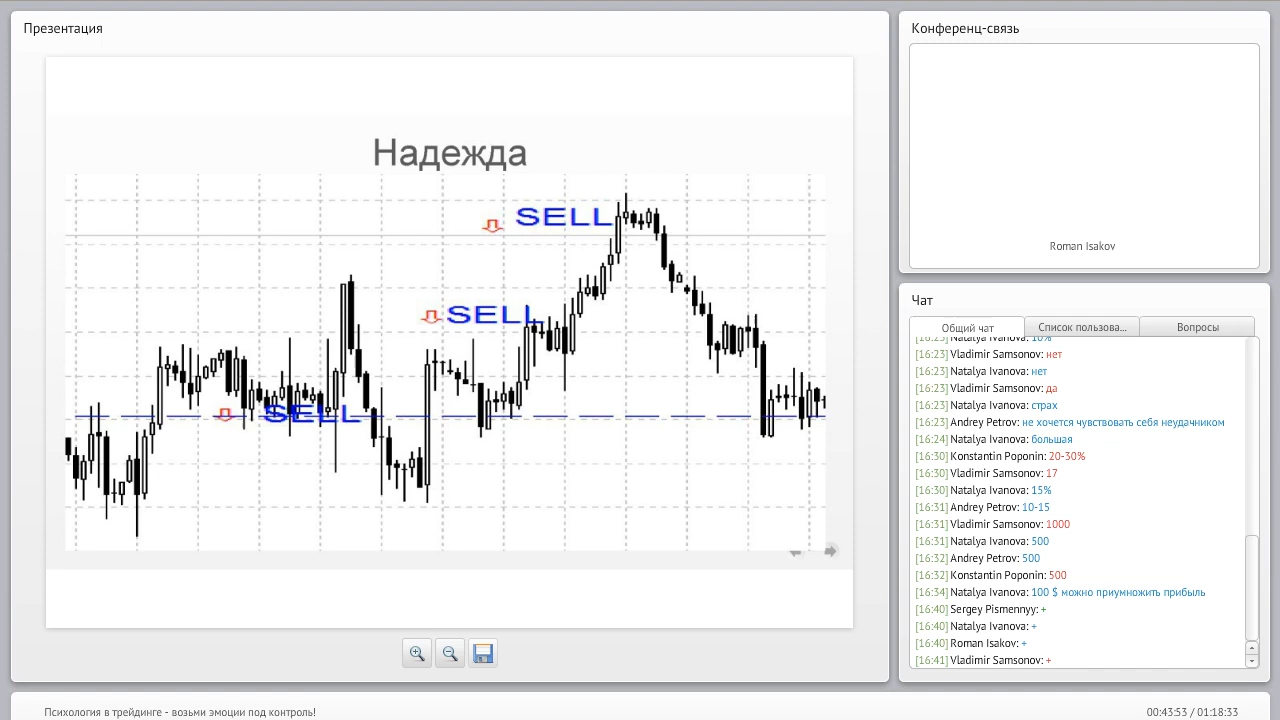 Презентация
Надежда
SELL
SELL
SELL
Психология в трейдинге - возьми эмоции под контроль!
Конференц-связь
Roman Isakov
Чат
Общий чат
Список пользова...
Вопросы
[16:23] Natalya Ivanova: 10%
[16:23] Vladimir Samsonov: нет
[16:23] Natalya Ivanova: нет
[16:23] Vladimir Samsonov: да
[16:23] Natalya Ivanova: страх
[16:23] Andrey Petrov: не хочется чувствовать себя неудачником
[16:24] Natalya Ivanova: большая
[16:30] Konstantin Poponin: 20-30%
[16:30] Vladimir Samsonov: 17
[16:30] Natalya Ivanova: 15%
[16:31] Andrey Petrov: 10-15
[16:31] Vladimir Samsonov: 1000
[16:31] Natalya Ivanova: 500
[16:32] Andrey Petrov: 500
[16:32] Konstantin Poponin: 500
[16:34] Natalya Ivanova: 100 $ можно приумножить прибыль
[16:40] Sergey Pismennyy: +
[16:40] Natalya Ivanova: +
[16:40] Roman Isakov: +
[16:41] Vladimir Samsonov: +
00:43:53 / 01:18:33